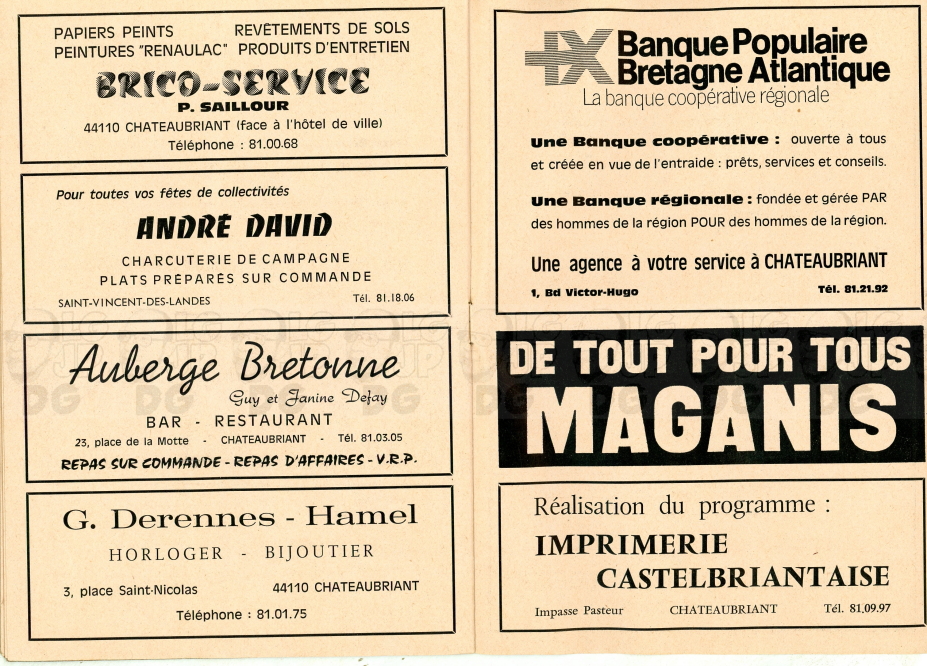 PAPIERS PEINTS REVÊTEMENTS DE SOLS
PEINTURES "RENAULAC" PRODUITS D'ENTRETIEN
BRICO-SERVICE
P. SAILLOUR
44110 CHATEAUBRIANT (face à l'hôtel de ville)
Téléphone : 81.00.68
Pour toutes vos fêtes de collectivités
ANDRÉ DAVID
CHARCUTERIE DE CAMPAGNE
PLATS PRÉPARÉS SUR COMMANDE
SAINT-VINCENT-DES-LANDES Tél. 81.18.06
Auberge Bretonne
Guy et Janine Defay
BAR - RESTAURANT
23, place de la Motte - CHATEAUBRIANT - Tél. 81.03.05
REPAS SUR COMMANDE - REPAS D'AFFAIRES - V.R.P.
G. Derennes - Hamel
HORLOGER - BIJOUTIER
3, place Saint-Nicolas 44110 CHATEAUBRIANT
Téléphone : 81.01.75
Banque Populaire
Bretagne Atlantique
La banque coopérative régionale
Une Banque coopérative : ouverte à tous
et créée en vue de l'entraide : prêts, services et conseils.
Une Banque régionale : fondée et gérée PAR
des hommes de la région POUR des hommes de la région.
Une agence à votre service à CHATEAUBRIANT
1, Bd Victor-Hugo Tél. 81.21.92
DE TOUT POUR TOUS
MAGANIS
Réalisation du programme :
IMPRIMERIE
CASTELBRIANTAISE
Impasse Pasteur CHATEAUBRIANT Tél. 81.09.97